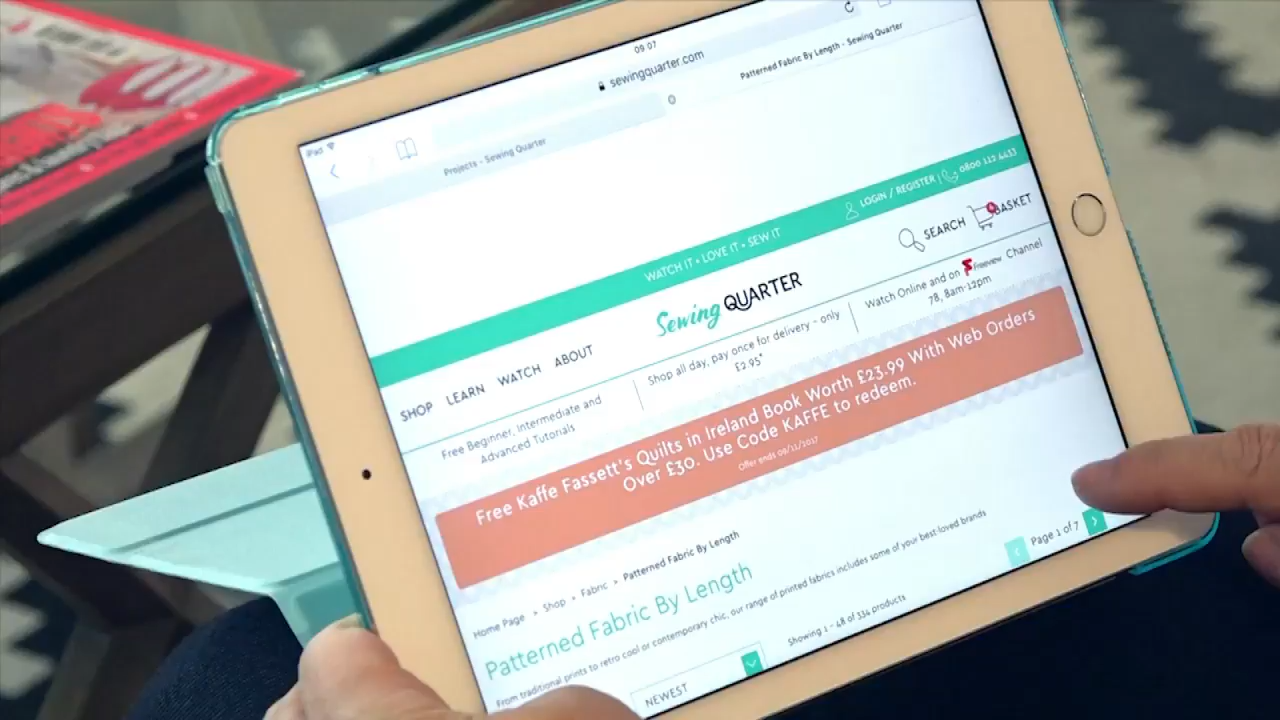 iPad
09:07
sewingquarter.com
Projects - Sewing Quarter
Patterned Fabric By Length - Sewing Quarter
WATCH IT • LOVE IT • SEW IT
LOGIN / REGISTER | 0800 112 4433
SHOP LEARN WATCH ABOUT
Sewing QUARTER
SEARCH
BASKET
Free Beginner, Intermediate and
Advanced Tutorials
Shop all day, pay once for delivery - only
£2.95*
Watch Online and on Freeview Channel
78, 8am-12pm
Free Kaffe Fassett's Quilts in Ireland Book Worth £23.99 With Web Orders
Over £30. Use Code KAFFE to redeem.
Offer ends 09/11/2017
Home Page > Shop > Fabric > Patterned Fabric By Length
Patterned Fabric By Length
From traditional prints to retro cool or contemporary chic, our range of printed fabrics includes some of your best-loved brands
Page 1 of 7
NEWEST
Showing 1 - 48 of 334 products